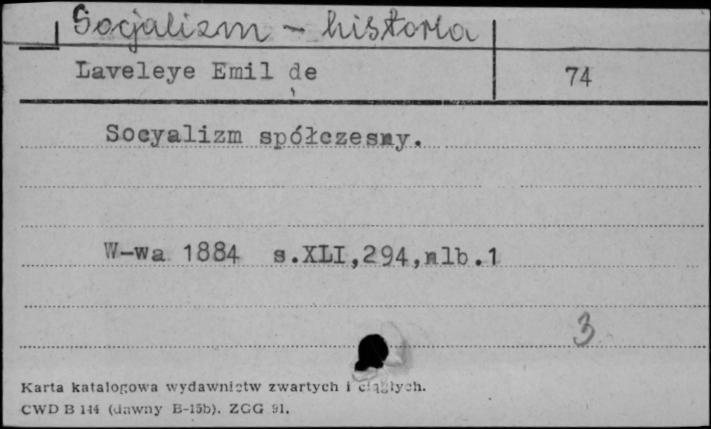 Socjalizm - historia
Laveleye Emil de 74
Socyalizm spółczesny.
W-wa 1884 s.XLI,294,nlb.1
3
Karta katalogowa wydawnictw zwartych i ciągłych.
CWD B 144 (dawny B-15b). ZGG 91.